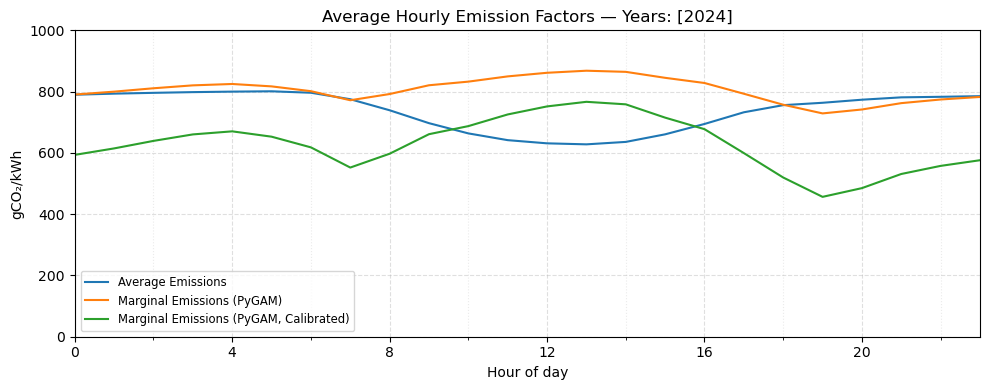 Average Hourly Emission Factors — Years: [2024]
1000
800
600
400
200
0
gCO₂/kWh
Average Emissions
Marginal Emissions (PyGAM)
Marginal Emissions (PyGAM, Calibrated)
0 4 8 12 16 20
Hour of day